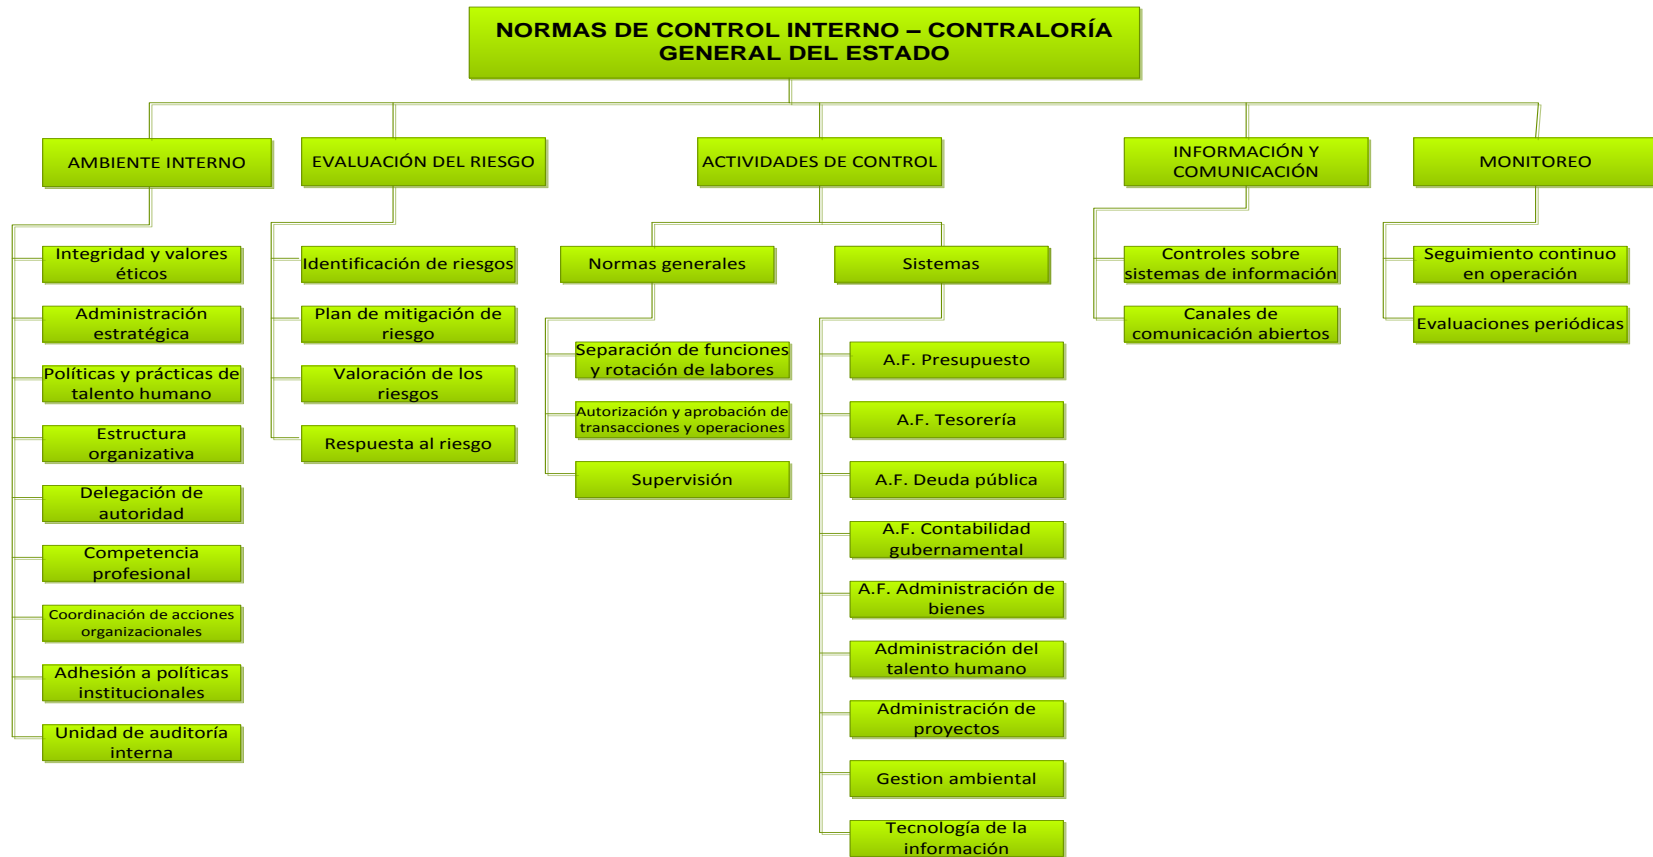 NORMAS DE CONTROL INTERNO – CONTRALORÍA
GENERAL DEL ESTADO
AMBIENTE INTERNO
Integridad y valores
éticos
Administración
estratégica
Políticas y prácticas de
talento humano
Estructura
organizativa
Delegación de
autoridad
Competencia
profesional
Coordinación de acciones
organizacionales
Adhesión a políticas
institucionales
Unidad de auditoría
interna
EVALUACIÓN DEL RIESGO
Identificación de riesgos
Plan de mitigación de
riesgo
Valoración de los
riesgos
Respuesta al riesgo
ACTIVIDADES DE CONTROL
Normas generales
Separación de funciones
y rotación de labores
Autorización y aprobación de
transacciones y operaciones
Supervisión
Sistemas
A.F. Presupuesto
A.F. Tesorería
A.F. Deuda pública
A.F. Contabilidad
gubernamental
A.F. Administración de
bienes
Administración del
talento humano
Administración de
proyectos
Gestion ambiental
Tecnología de la
información
INFORMACIÓN Y
COMUNICACIÓN
Controles sobre
sistemas de información
Canales de
comunicación abiertos
MONITOREO
Seguimiento continuo
en operación
Evaluaciones periódicas